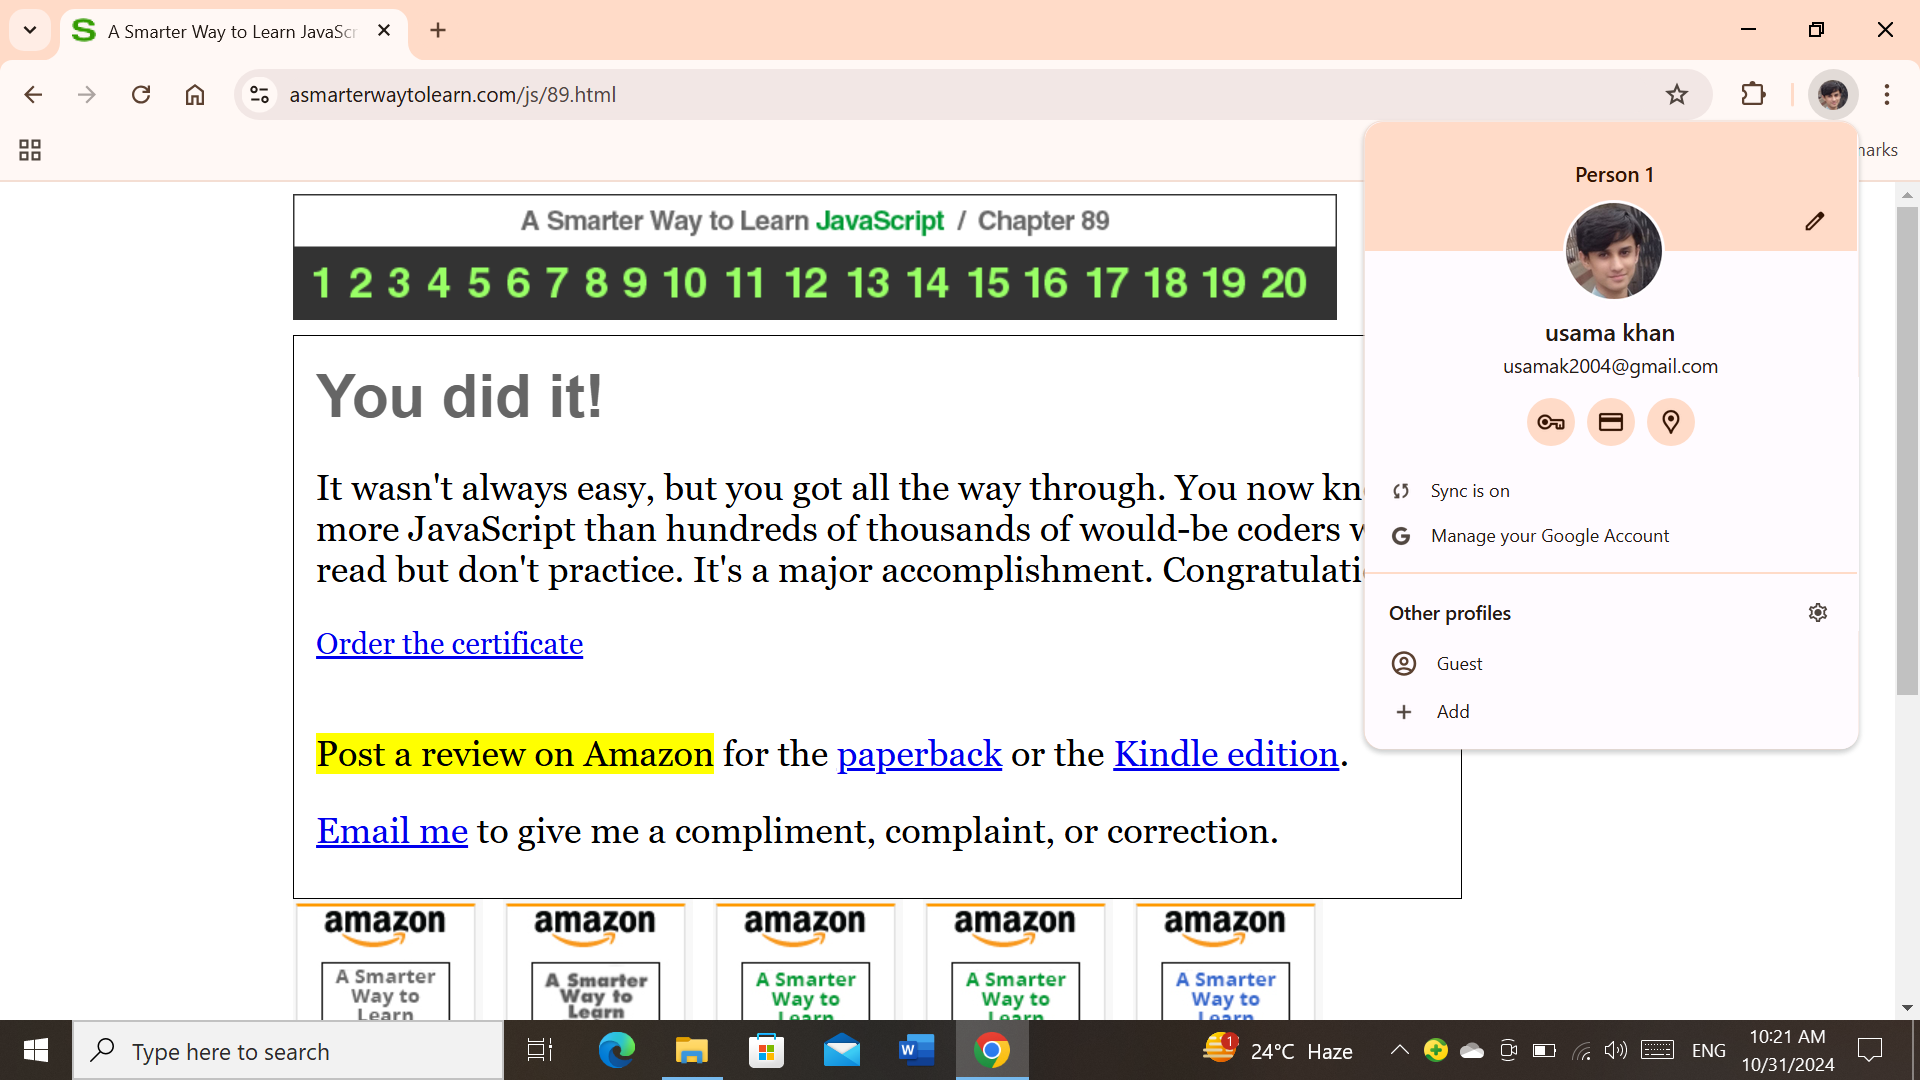 A Smarter Way to Learn JavaScr
asmarterwaytolearn.com/js/89.html
marks
A Smarter Way to Learn JavaScript / Chapter 89
1 2 3 4 5 6 7 8 9 10 11 12 13 14 15 16 17 18 19 20
You did it!
It wasn't always easy, but you got all the way through. You now kn
more JavaScript than hundreds of thousands of would-be coders w
read but don't practice. It's a major accomplishment. Congratulati
Order the certificate
Post a review on Amazon for the paperback or the Kindle edition.
Email me to give me a compliment, complaint, or correction.
Person 1
usama khan
usamak2004@gmail.com
Sync is on
Manage your Google Account
Other profiles
Guest
Add
amazon amazon amazon amazon amazon
A Smarter A Smarter A Smarter A Smarter A Smarter
Way to Way to Way to Way to Way to
Learn Learn Learn Learn Learn
Type here to search
W
1
24°C Haze
ENG
10:21 AM
10/31/2024